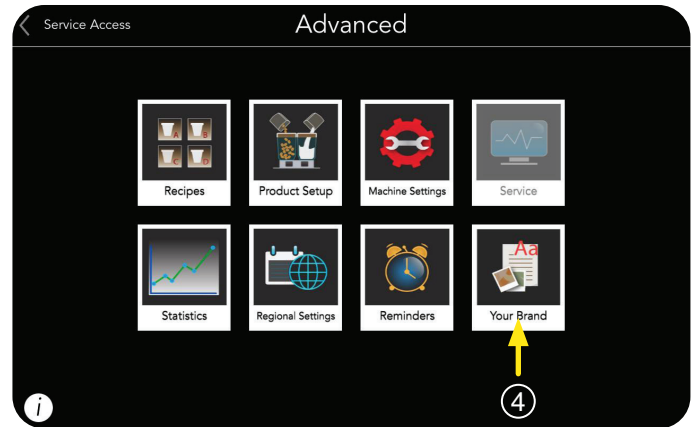 Service Access
Advanced
A B
C D
Recipes
Product Setup
Machine Settings
Service
Statistics
Regional Settings
Reminders
Aa
Your Brand
4
i